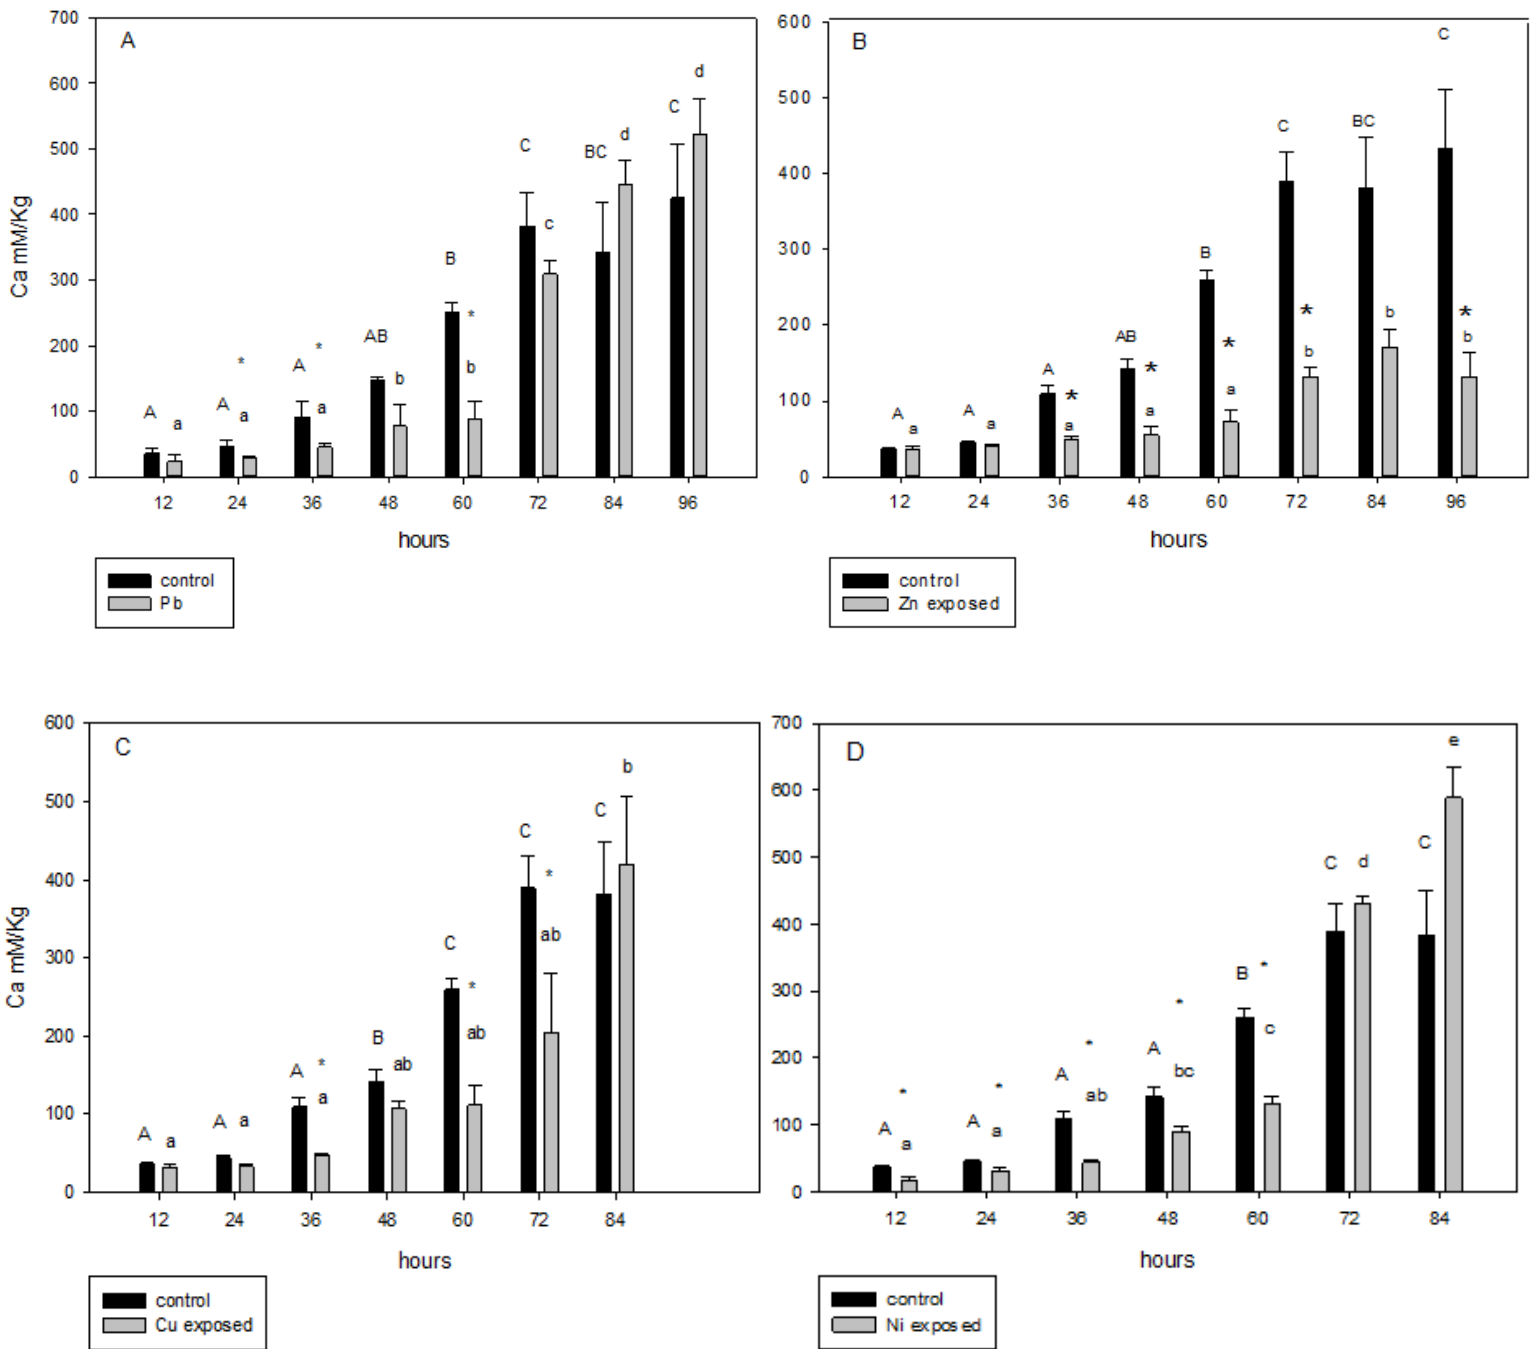 A
700
600
500
400
300
200
100
0
Ca mM/Kg
A a
A a *
A a *
AB b
B b *
C c
BC d
C d
12 24 36 48 60 72 84 96
hours
control
Pb
B
600
500
400
300
200
100
0
A a
A a
A a *
AB a *
B a *
C b *
BC b
C b *
12 24 36 48 60 72 84 96
hours
control
Zn exposed
C
600
500
400
300
200
100
0
Ca mM/Kg
A a
A a
A a *
B ab
C ab *
C ab *
C b
12 24 36 48 60 72 84
hours
control
Cu exposed
D
700
600
500
400
300
200
100
0
A a *
A a *
A ab *
A bc *
B c *
C d
C e
12 24 36 48 60 72 84
hours
control
Ni exposed